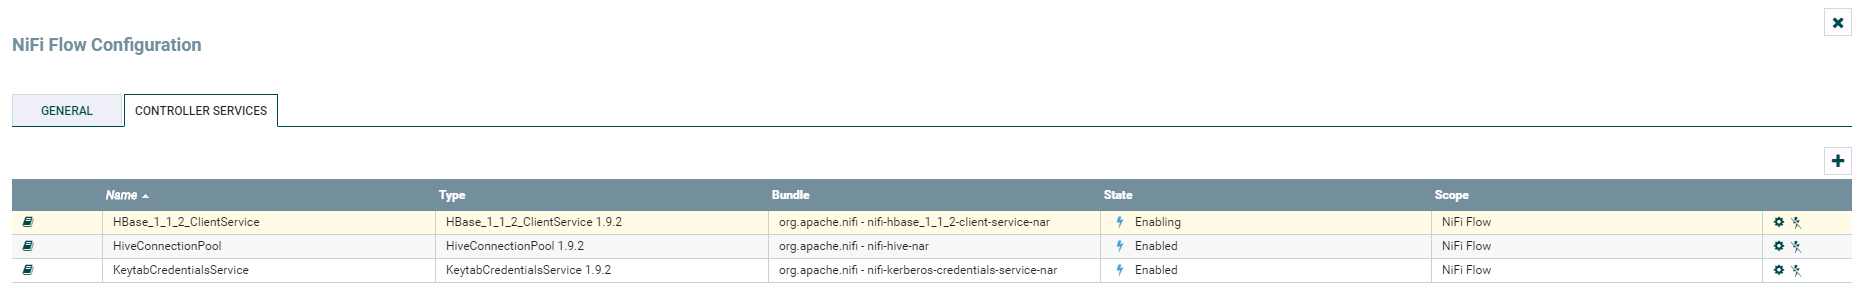 NiFi Flow Configuration
GENERAL CONTROLLER SERVICES
Name Type Bundle State Scope
HBase_1_1_2_ClientService HBase_1_1_2_ClientService 1.9.2 org.apache.nifi - nifi-hbase_1_1_2-client-service-nar Enabling NiFi Flow
HiveConnectionPool HiveConnectionPool 1.9.2 org.apache.nifi - nifi-hive-nar Enabled NiFi Flow
KeytabCredentialsService KeytabCredentialsService 1.9.2 org.apache.nifi - nifi-kerberos-credentials-service-nar Enabled NiFi Flow